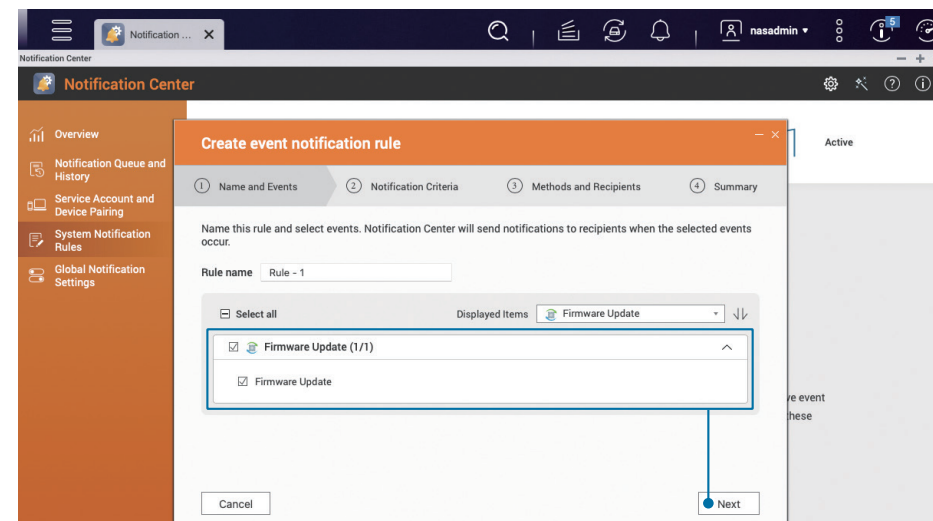 Notification ... X
nasadmin
5
Notification Center
Notification Center
Overview
Notification Queue and
History
Service Account and
Device Pairing
System Notification
Rules
Global Notification
Settings
Active
Create event notification rule
1 Name and Events
2 Notification Criteria
3 Methods and Recipients
4 Summary
Name this rule and select events. Notification Center will send notifications to recipients when the selected events
occur.
Rule name Rule - 1
Select all Displayed Items Firmware Update
Firmware Update (1/1)
Firmware Update
ve event
these
Cancel Next